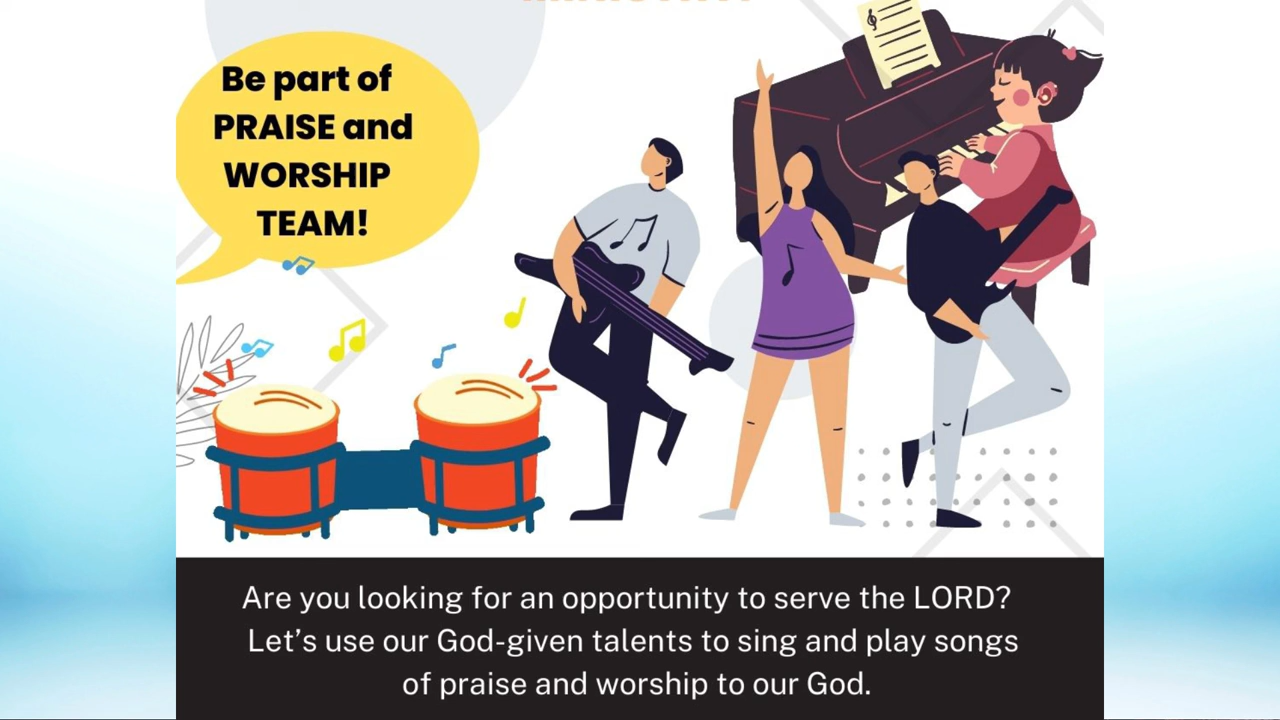 Be part of
PRAISE and
WORSHIP
TEAM!
Are you looking for an opportunity to serve the LORD?
Let’s use our God-given talents to sing and play songs
of praise and worship to our God.